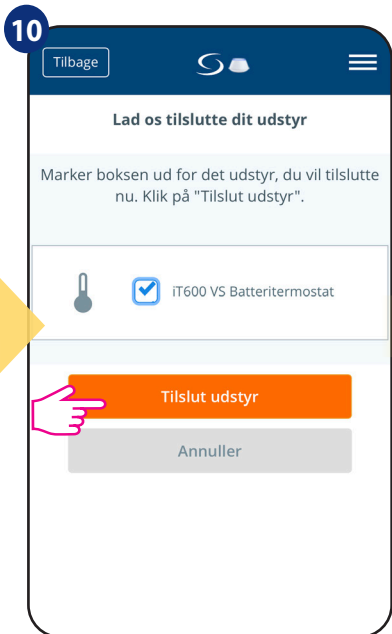 10
Tilbage
Lad os tilslutte dit udstyr
Marker boksen ud for det udstyr, du vil tilslutte
nu. Klik på "Tilslut udstyr".
iT600 VS Batteritermostat
Tilslut udstyr
Annuller